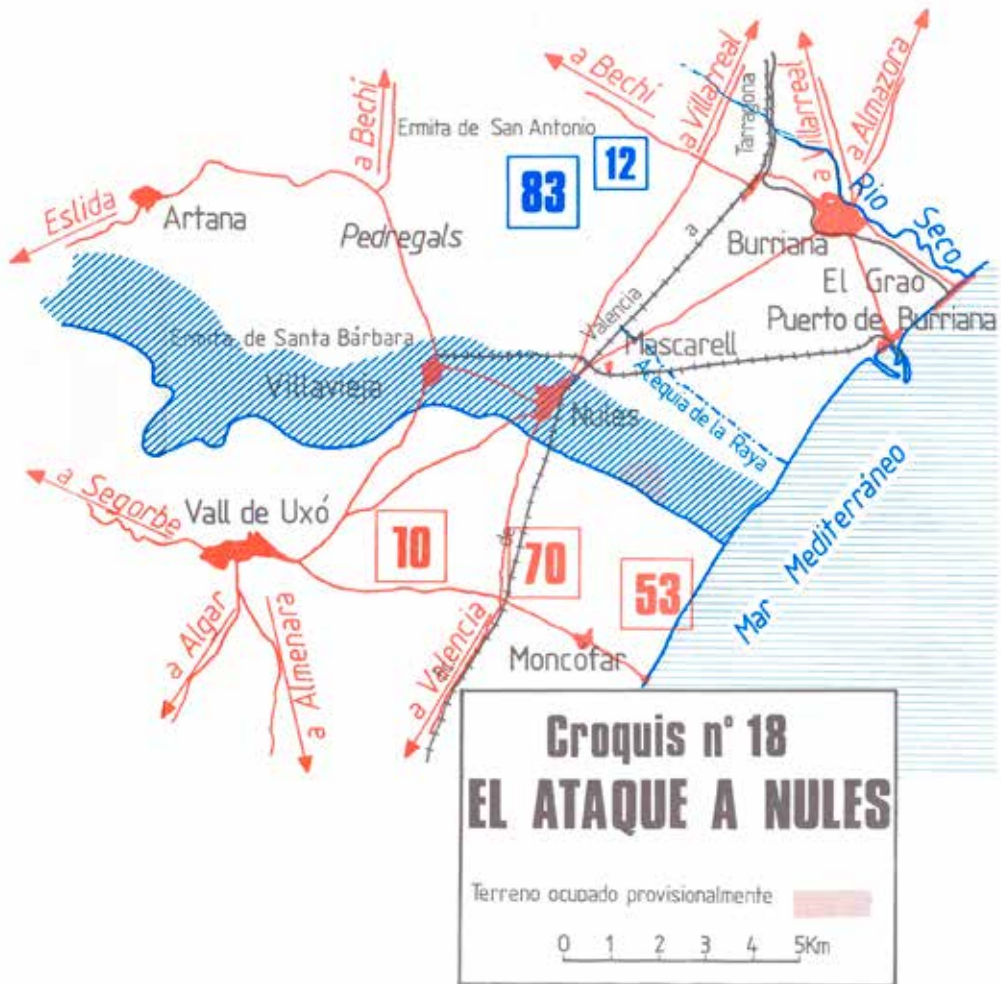 a Bechi
Ermita de San Antonio
a Bechi
a Villarreal
Tarragona
a Villarreal
a Almazora
12
83
Eslida
Artana
Pedregals
a
Rio Seco
Burriana
El Grao
Puerto de Burriana
Valencia
Mascarell
Ermita de Santa Bárbara
Villavieja
Nules
Acequia de la Raya
a Segorbe
Vall de Uxó
10
de
70
53
Mar Mediterráneo
a Algar
a Almenara
a Valencia
Moncofar
Croquis n° 18
EL ATAQUE A NULES
Terreno ocupado provisionalmente
0 1 2 3 4 5Km